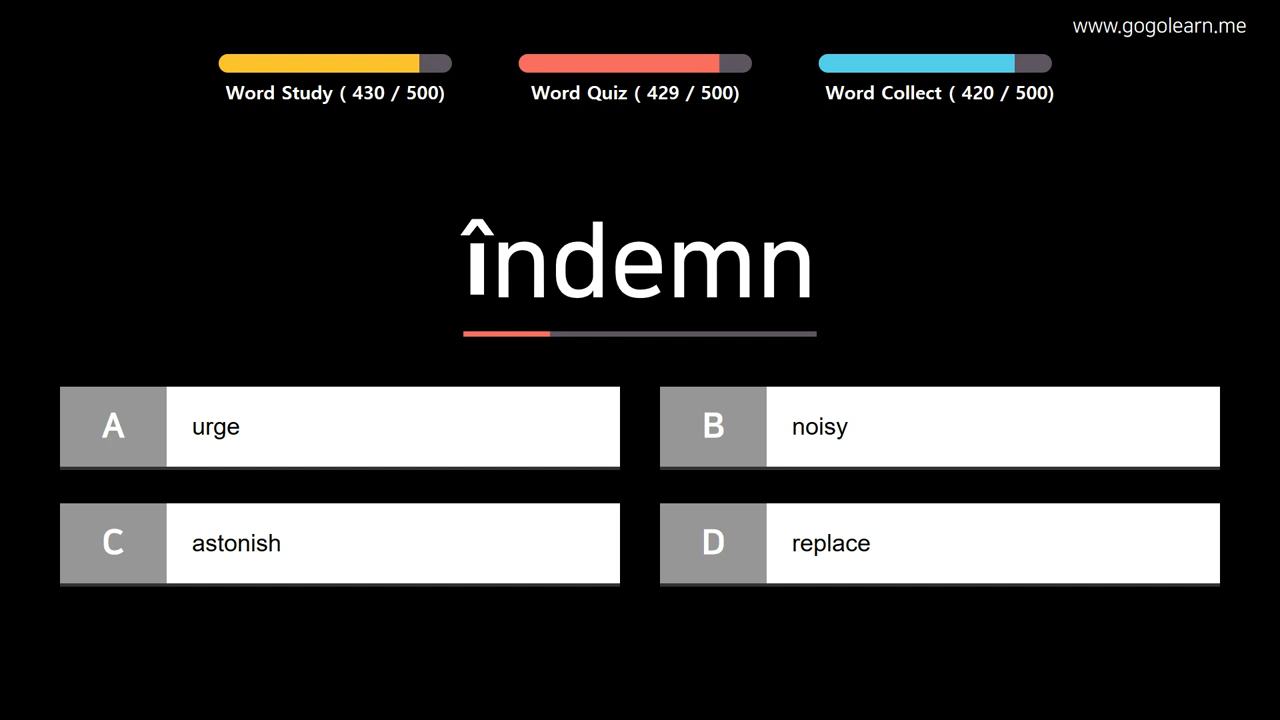 www.gogolearn.me
Word Study ( 430 / 500)
Word Quiz ( 429 / 500)
Word Collect ( 420 / 500)
îndemn
A urge
B noisy
C astonish
D replace